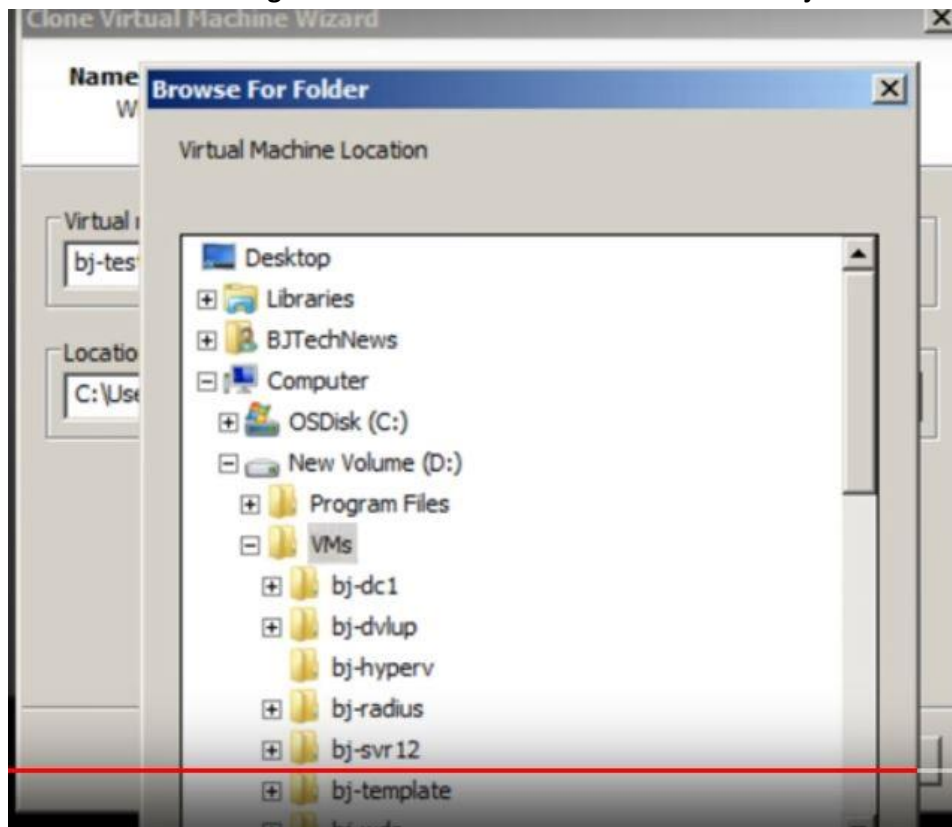 Clone Virtual Machine Wizard
Name
W
Browse For Folder
Virtual Machine Location
Virtual
bj-tes
Desktop
Libraries
BJTechNews
Locatio
Computer
C:\Use
OSDisk (C:)
New Volume (D:)
Program Files
VMs
bj-dc1
bj-dvlup
bj-hyperv
bj-radius
bj-svr12
bj-template